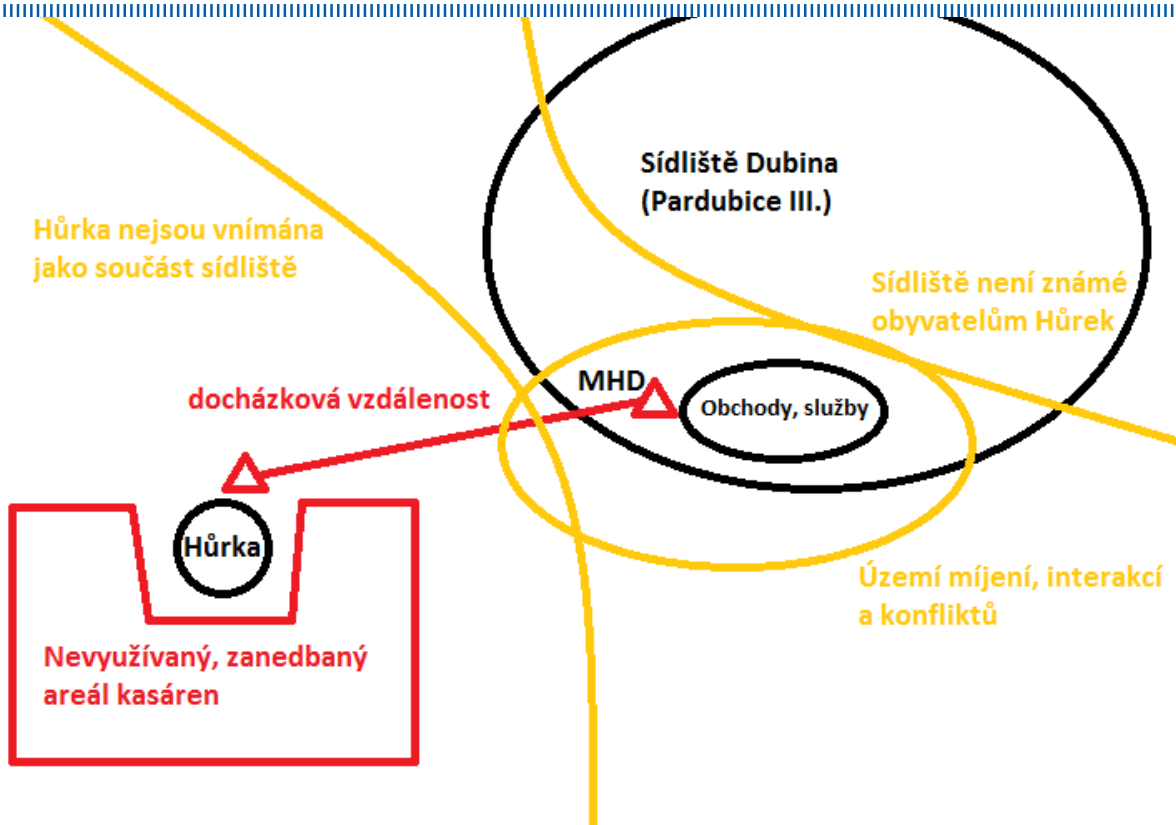 Sídliště Dubina
(Pardubice III.)
Hůrka nejsou vnímána
jako součást sídliště
Sídliště není známé
obyvatelům Hůrek
MHD
docházková vzdálenost
Obchody, služby
Hůrka
Území míjení, interakcí
a konfliktů
Nevyužívaný, zanedbaný
areál kasáren